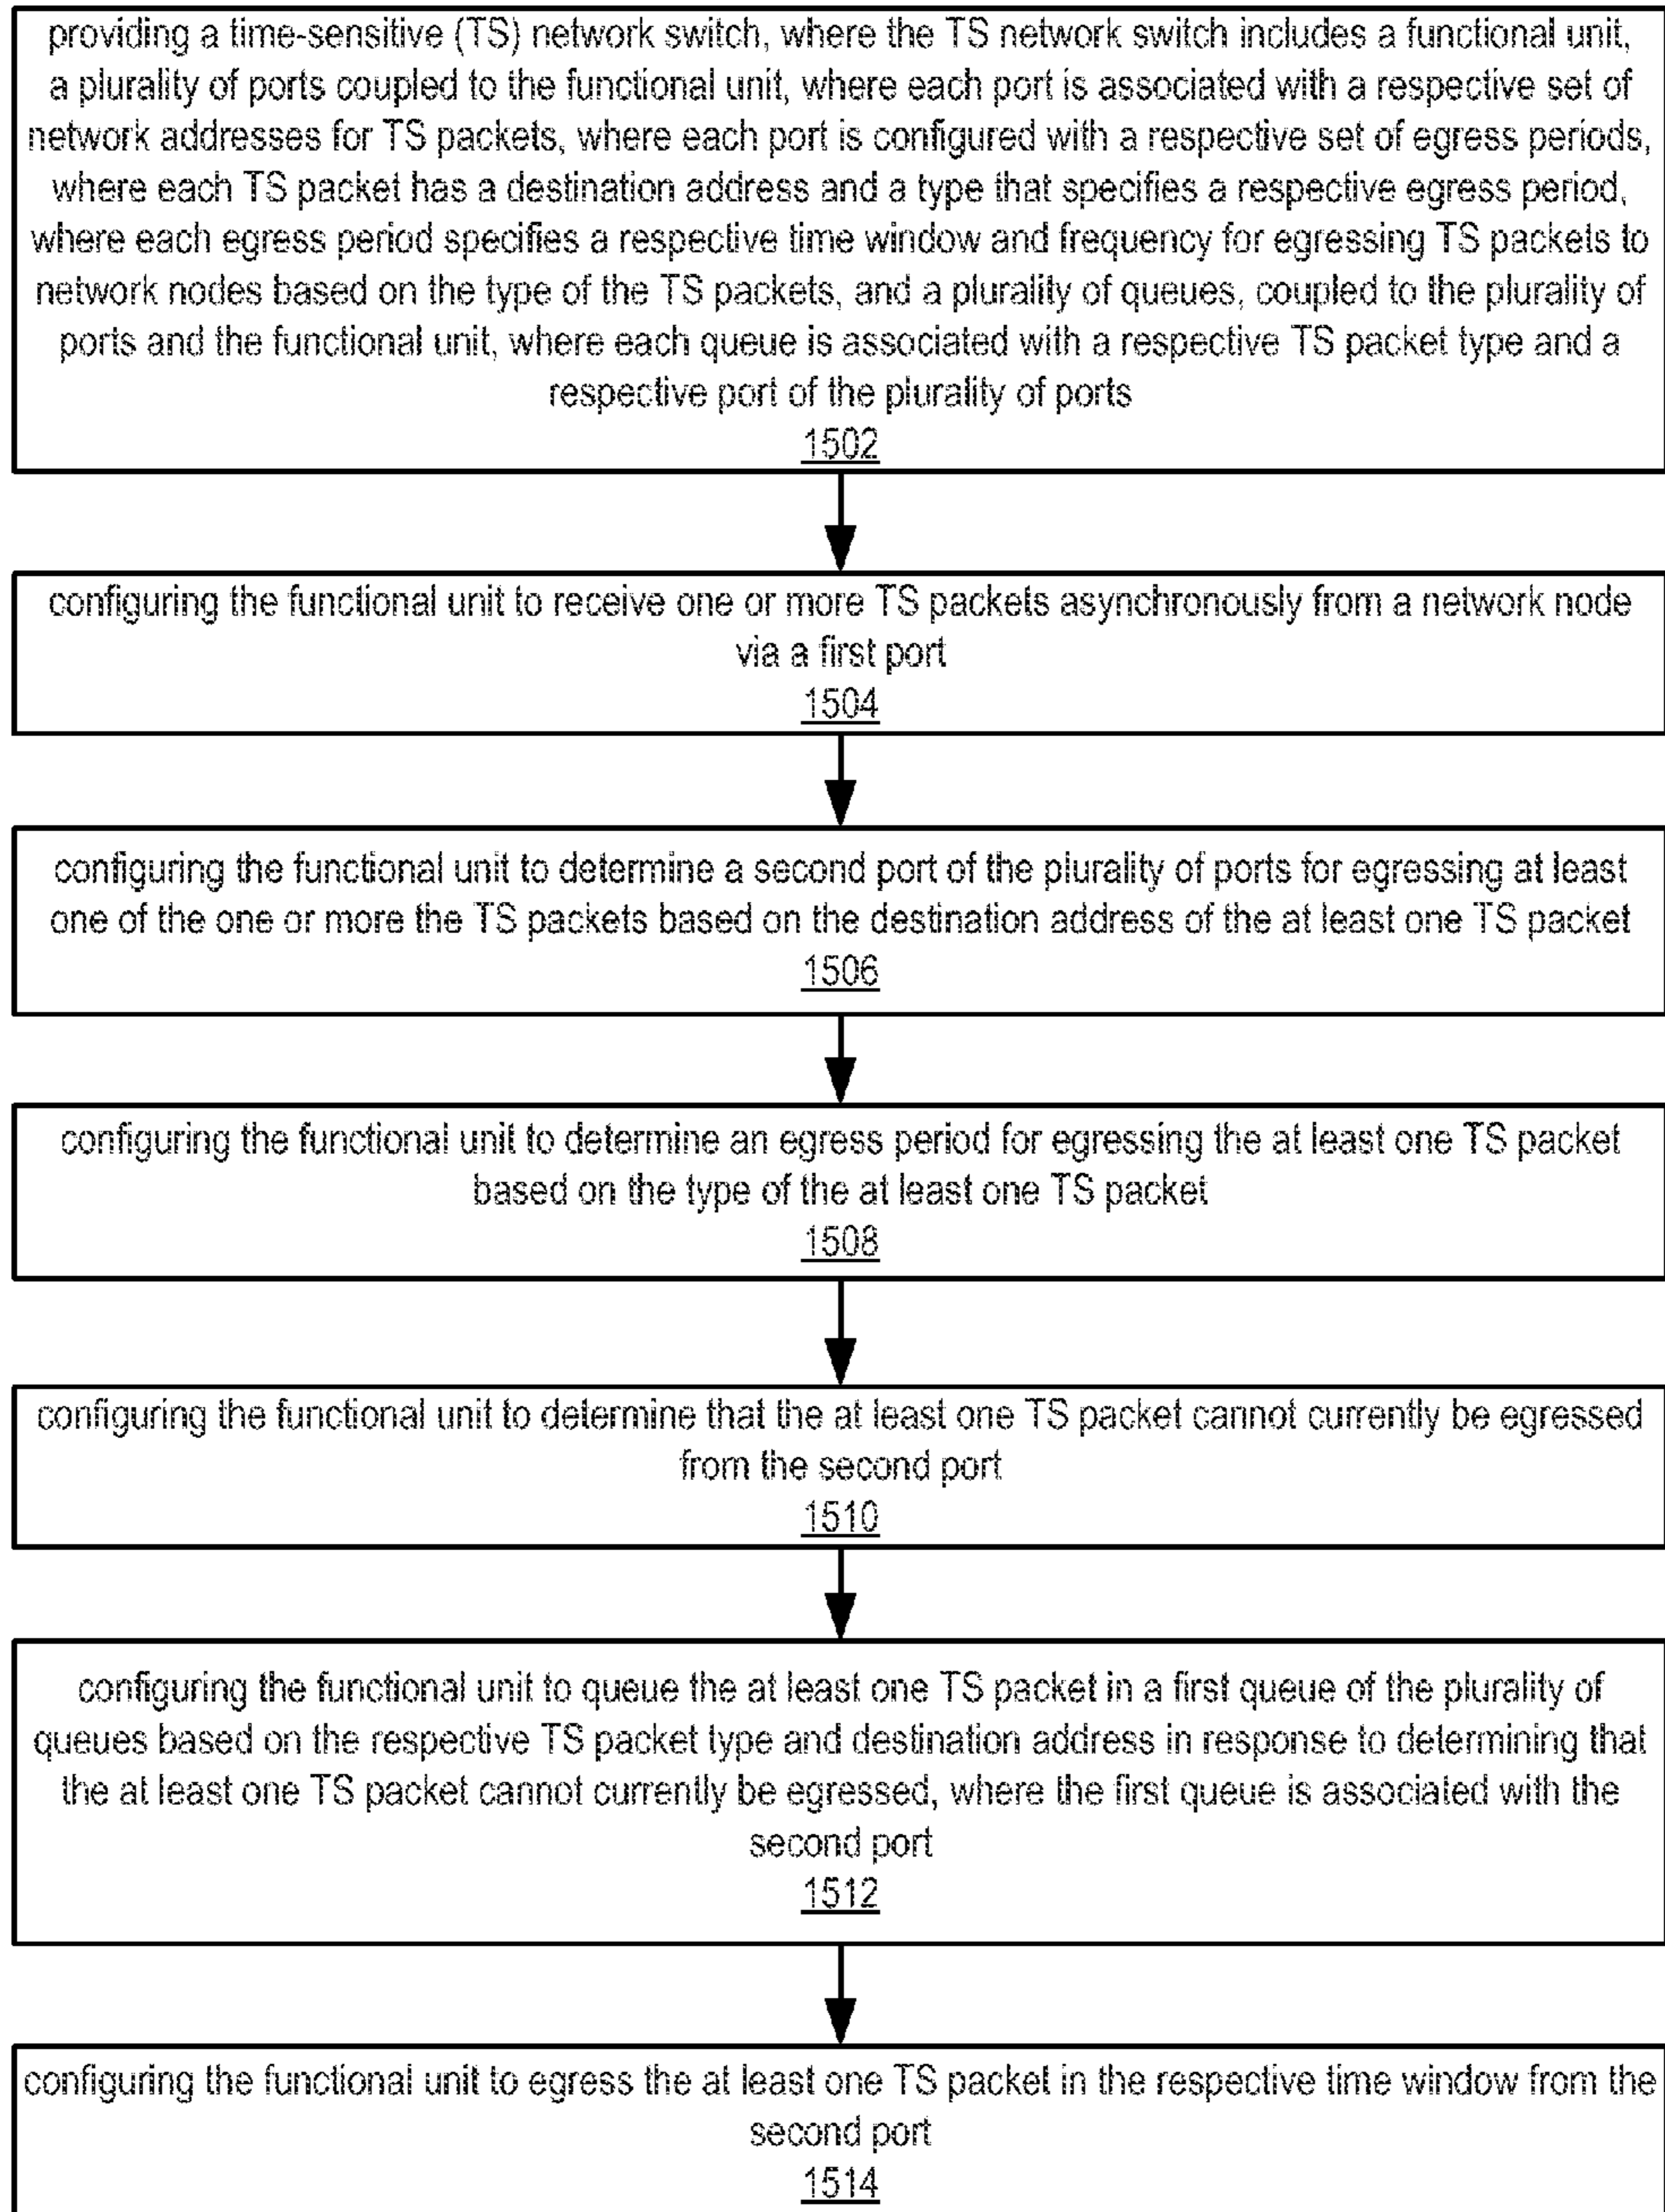 providing a time-sensitive (TS) network switch, where the TS network switch includes a functional unit,
a plurality of ports coupled to the functional unit, where each port is associated with a respective set of
network addresses for TS packets, where each port is configured with a respective set of egress periods,
where each TS packet has a destination address and a type that specifies a respective egress period,
where each egress period specifies a respective time window and frequency for egressing TS packets to
network nodes based on the type of the TS packets, and a plurality of queues, coupled to the plurality of
ports and the functional unit, where each queue is associated with a respective TS packet type and a
respective port of the plurality of ports
1502
configuring the functional unit to receive one or more TS packets asynchronously from a network node
via a first port
1504
configuring the functional unit to determine a second port of the plurality of ports for egressing at least
one of the one or more the TS packets based on the destination address of the at least one TS packet
1506
configuring the functional unit to determine an egress period for egressing the at least one TS packet
based on the type of the at least one TS packet
1508
configuring the functional unit to determine that the at least one TS packet cannot currently be egressed
from the second port
1510
configuring the functional unit to queue the at least one TS packet in a first queue of the plurality of
queues based on the respective TS packet type and destination address in response to determining that
the at least one TS packet cannot currently be egressed, where the first queue is associated with the
second port
1512
configuring the functional unit to egress the at least one TS packet in the respective time window from the
second port
1514